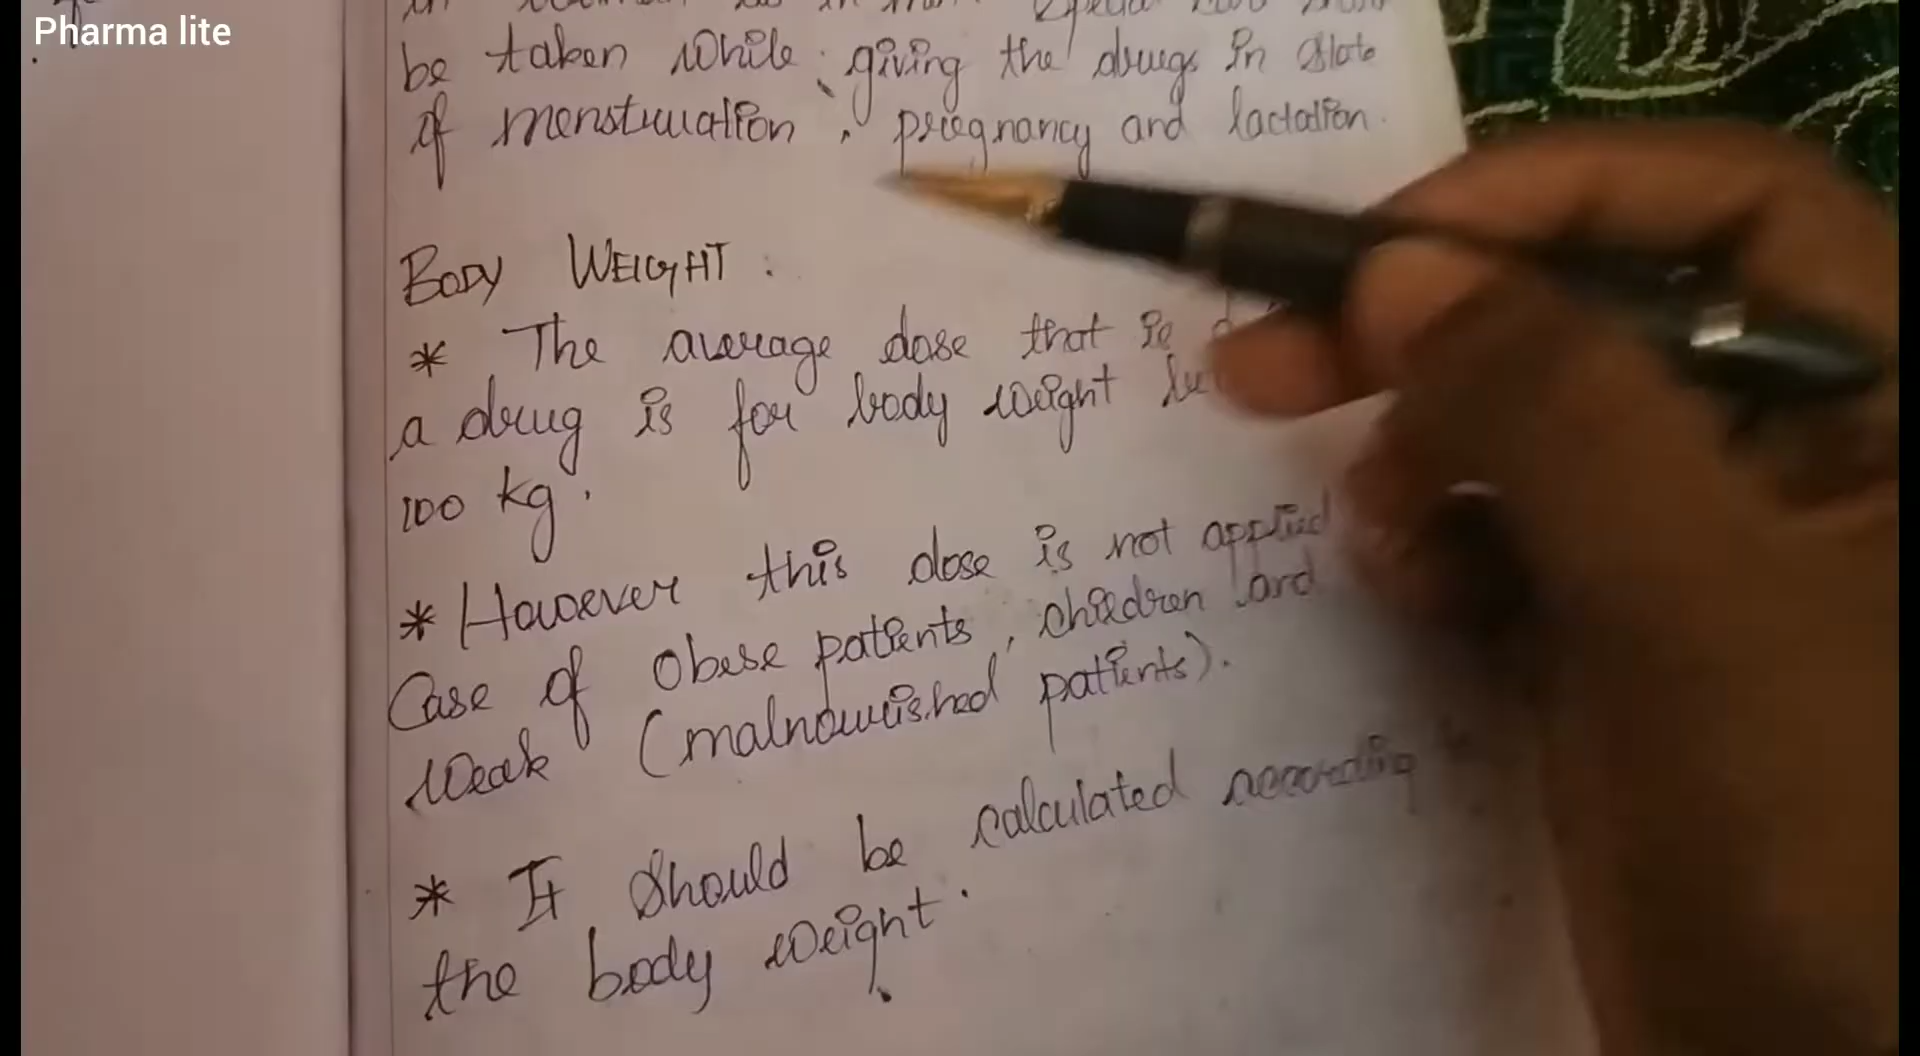 Pharma lite
be taken while giving the drugs in state
of menstruation, pregnancy and lactation.
BODY WEIGHT:
* The average dose that is
a drug is for body weight
100 kg.
* However this dose is not applied
Case of Obese patients, children and
weak (malnourished patients).
* It should be calculated according
the body weight.